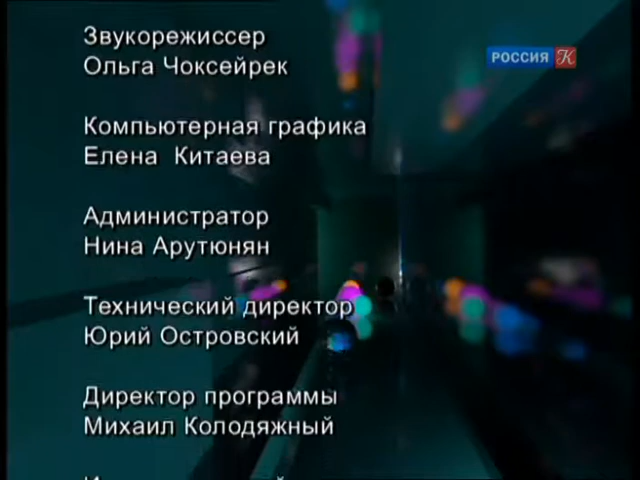 Звукорежиссер
Ольга Чоксейрек
РОССИЯ К
Компьютерная графика
Елена Китаева
Администратор
Нина Арутюнян
Технический директор
Юрий Островский
Директор программы
Михаил Колодяжный